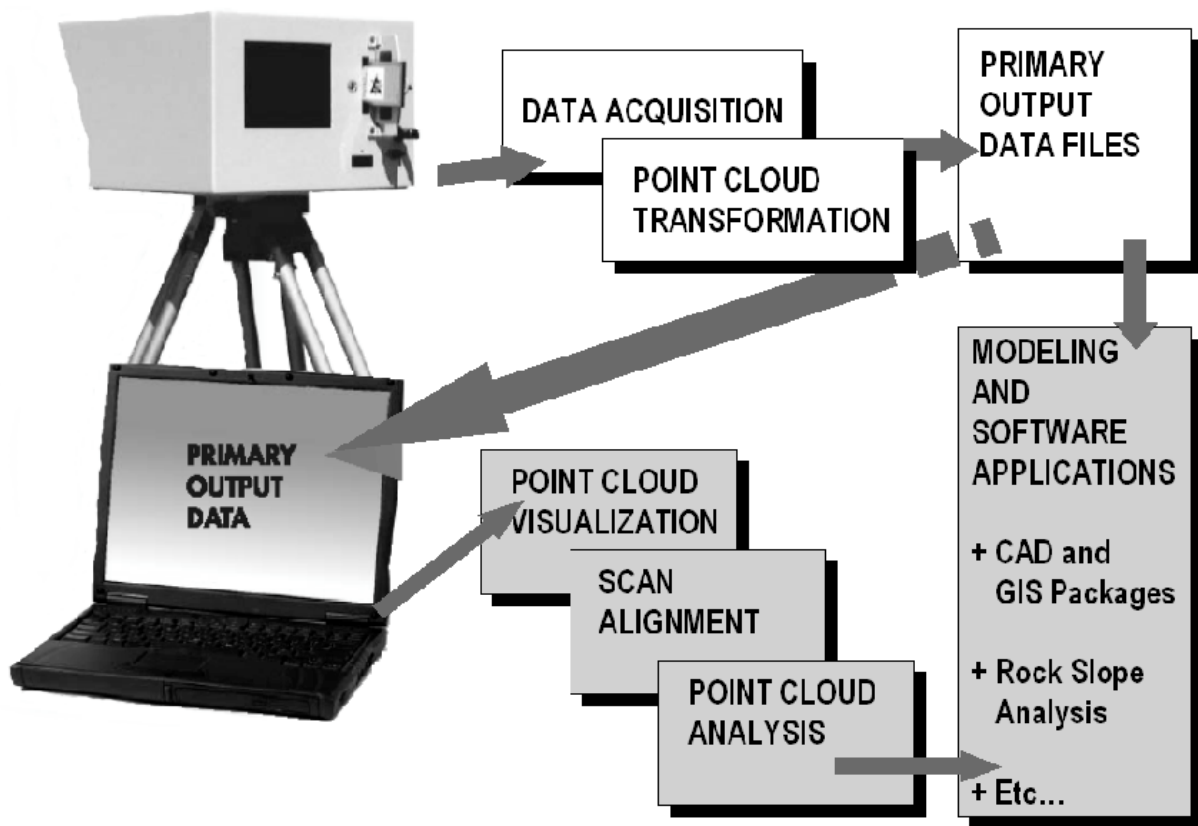 DATA ACQUISITION
POINT CLOUD
TRANSFORMATION
PRIMARY
OUTPUT
DATA FILES
PRIMARY
OUTPUT
DATA
POINT CLOUD
VISUALIZATION
SCAN
ALIGNMENT
POINT CLOUD
ANALYSIS
MODELING
AND
SOFTWARE
APPLICATIONS
+ CAD and
GIS Packages
+ Rock Slope
Analysis
+ Etc...